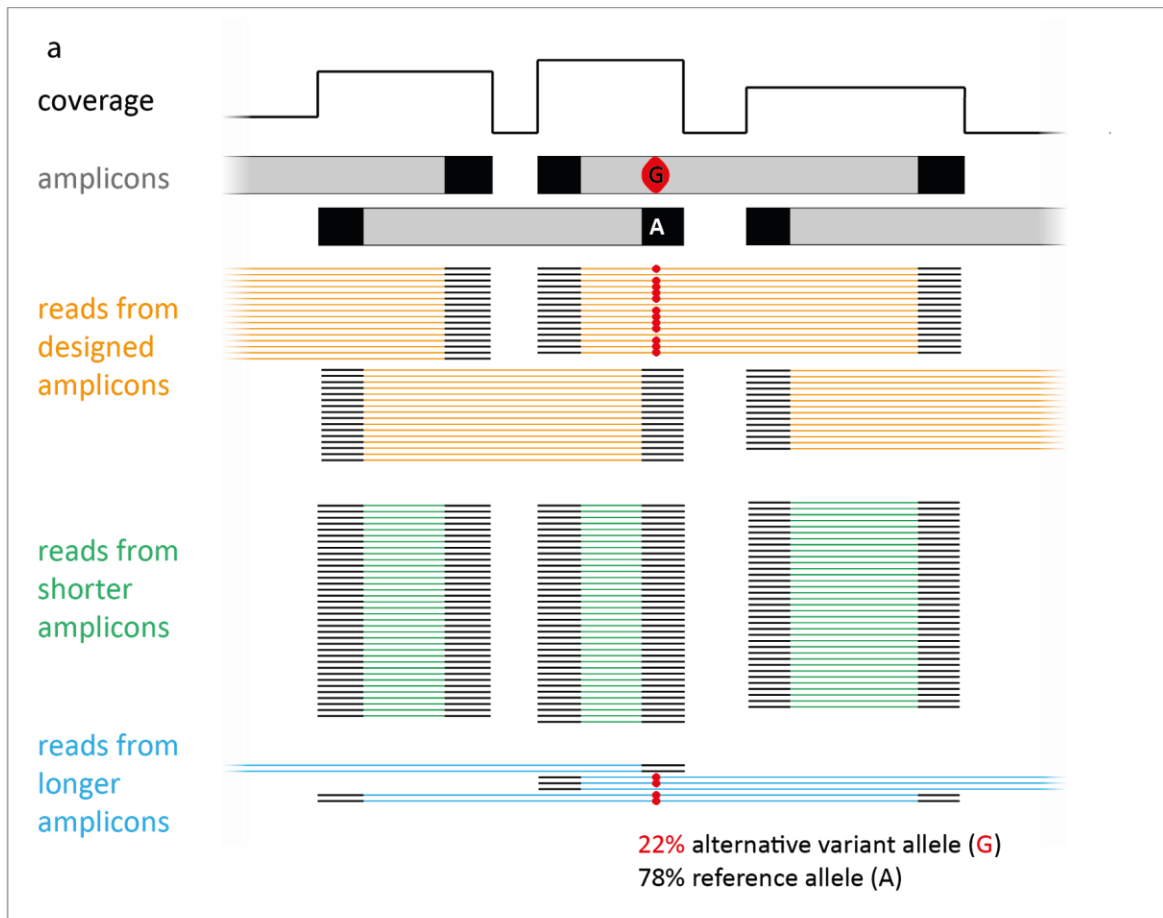 a
coverage
amplicons
G
A
reads from
designed
amplicons
reads from
shorter
amplicons
reads from
longer
amplicons
22% alternative variant allele (G)
78% reference allele (A)